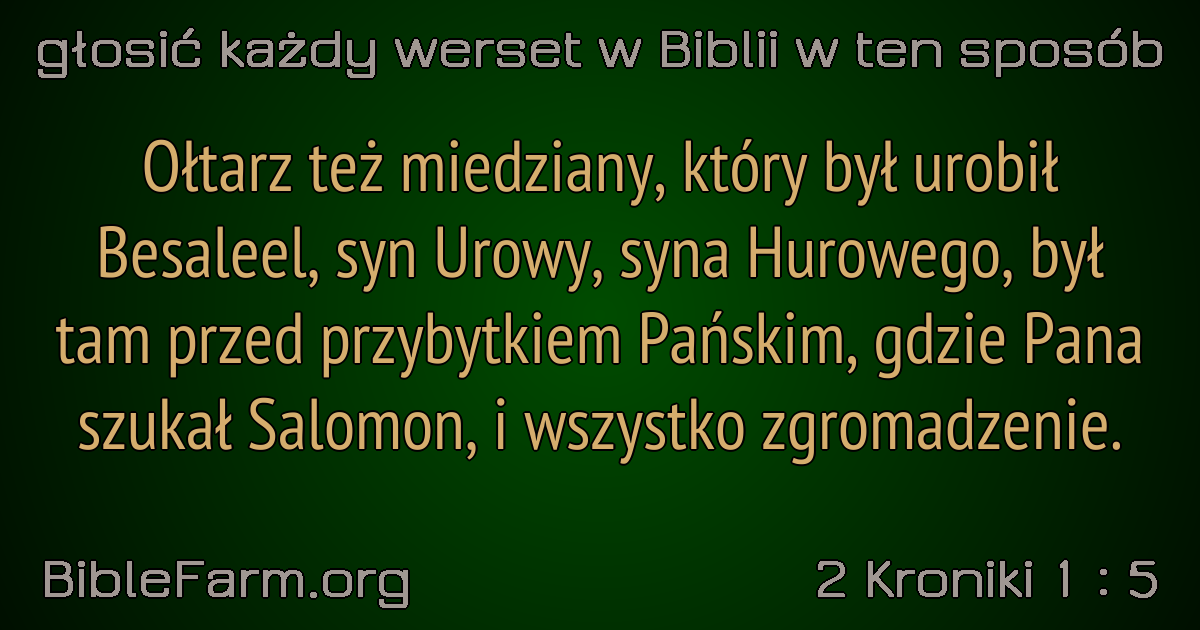 głosić każdy werset w Biblii w ten sposób
Ołtarz też miedziany, który był urobił
Besaleel, syn Urowy, syna Hurowego, był
tam przed przybytkiem Pańskim, gdzie Pana
szukał Salomon, i wszystko zgromadzenie.
BibleFarm.org
2 Kroniki 1 : 5